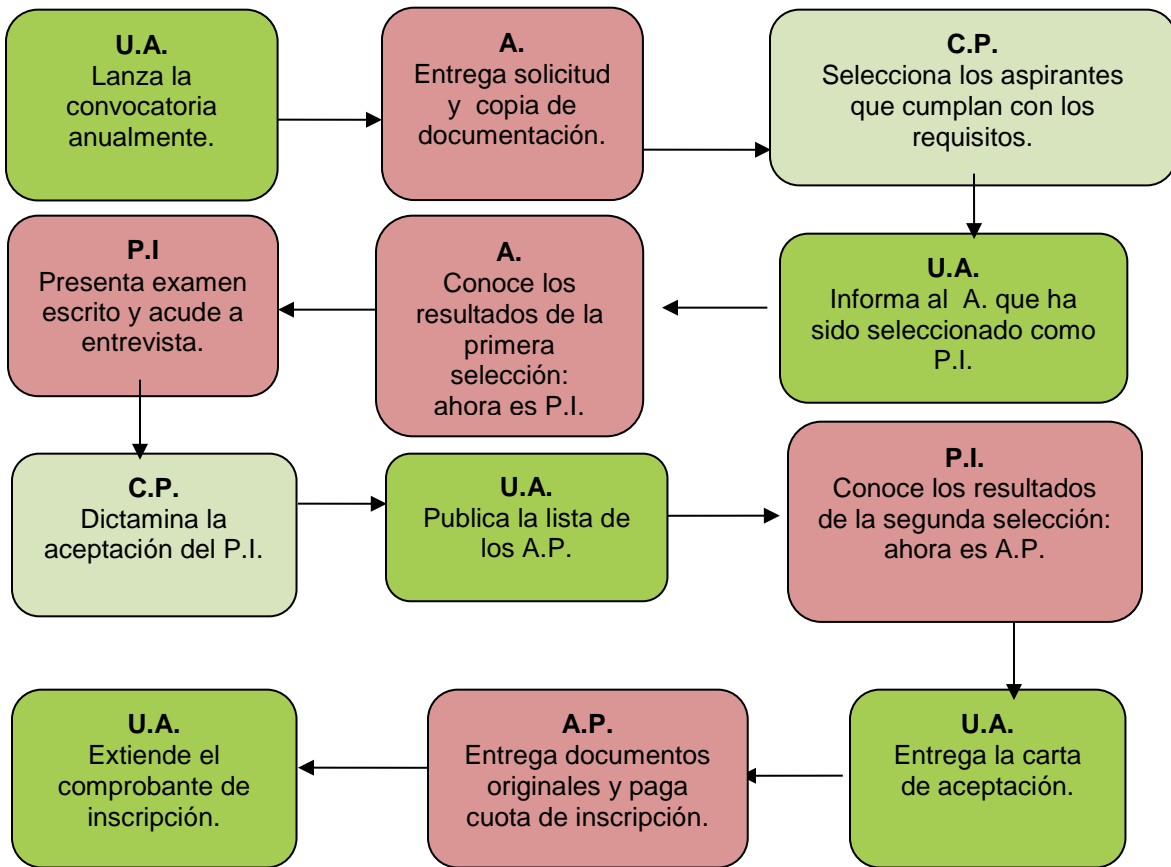 U.A.
Lanza la
convocatoria
anualmente.
A.
Entrega solicitud
y copia de
documentación.
C.P.
Selecciona los aspirantes
que cumplan con los
requisitos.
U.A.
Informa al A. que ha
sido seleccionado como
P.I.
A.
Conoce los
resultados de la
primera
selección:
ahora es P.I.
P.I
Presenta examen
escrito y acude a
entrevista.
C.P.
Dictamina la
aceptación del P.I.
U.A.
Publica la lista de
los A.P.
P.I.
Conoce los resultados
de la segunda selección:
ahora es A.P.
U.A.
Entrega la carta
de aceptación.
A.P.
Entrega documentos
originales y paga
cuota de inscripción.
U.A.
Extiende el
comprobante de
inscripción.